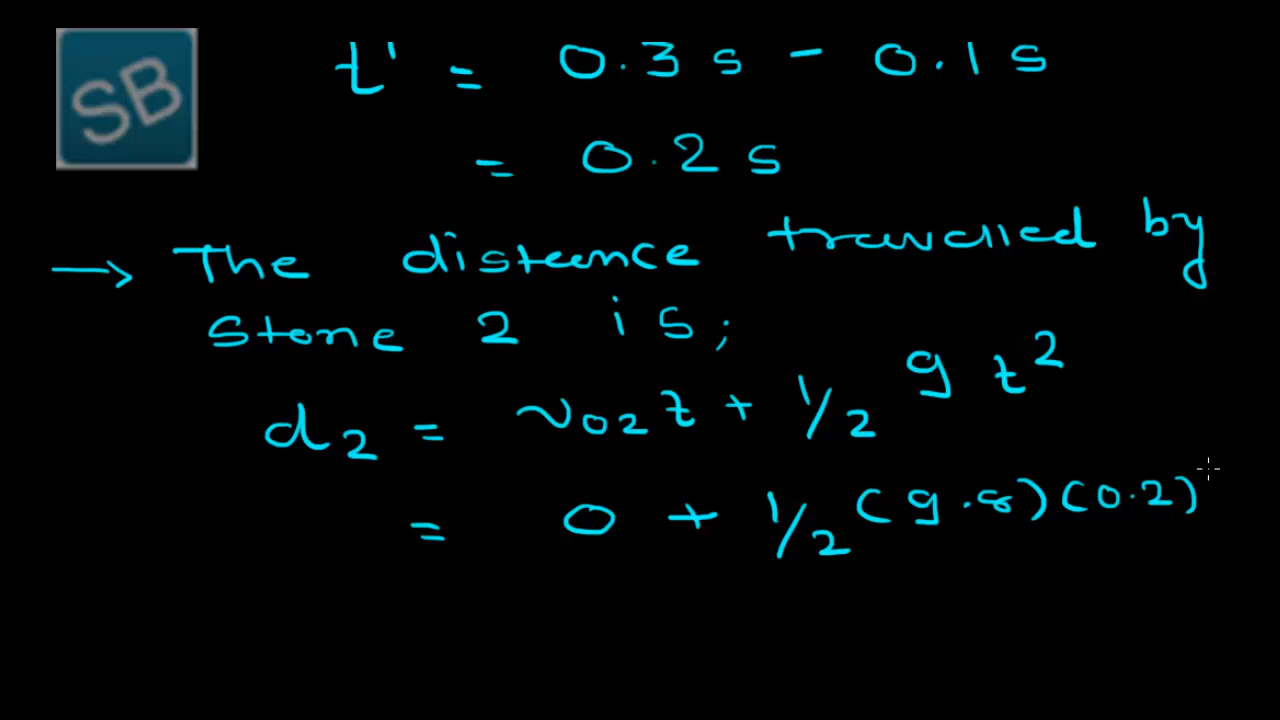 SB
t' = 0.3 s - 0.1 s
= 0.2 s
→ The distance travelled by
stone 2 is;
d₂ = v₀₂t + 1/2 g t²
= 0 + 1/2 (9.8)(0.2)